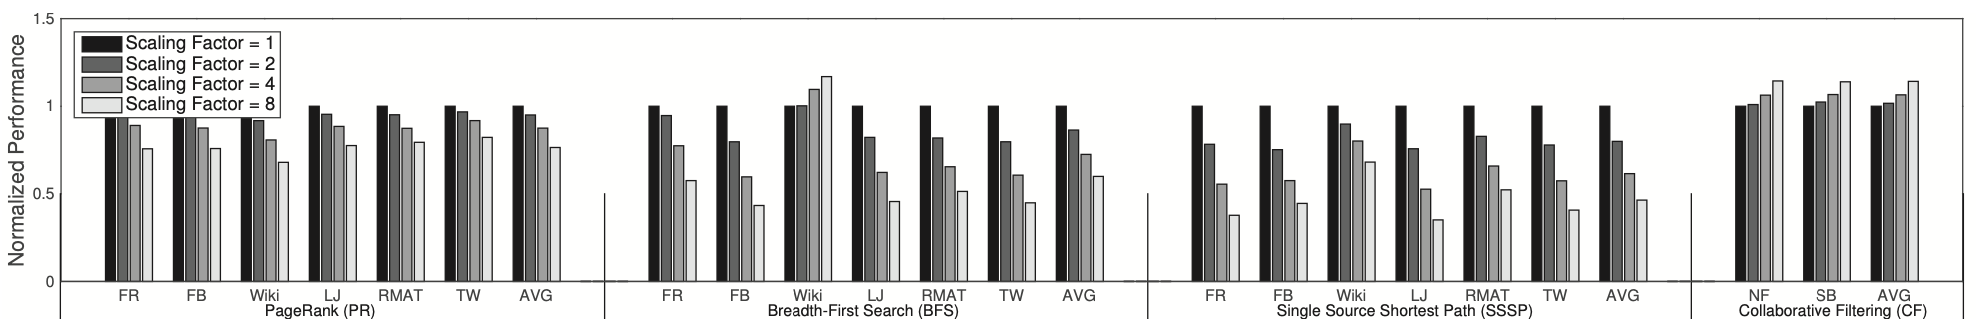 1.5
Normalized Performance
Scaling Factor = 1
Scaling Factor = 2
Scaling Factor = 4
Scaling Factor = 8
1
0.5
0
FR FB Wiki LJ RMAT TW AVG FR FB Wiki LJ RMAT TW AVG FR FB Wiki LJ RMAT TW AVG NF SB AVG
PageRank (PR) Breadth-First Search (BFS) Single Source Shortest Path (SSSP) Collaborative Filtering (CF)